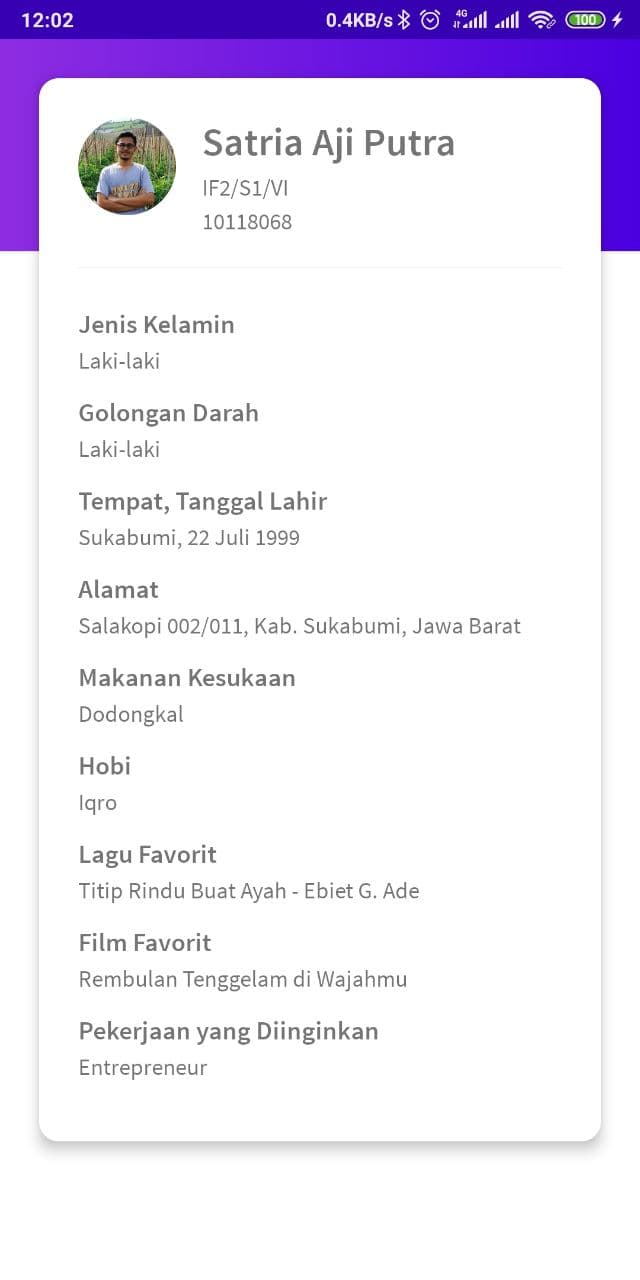 12:02
0.4KB/s 4G 100
Satria Aji Putra
IF2/S1/VI
10118068
Jenis Kelamin
Laki-laki
Golongan Darah
Laki-laki
Tempat, Tanggal Lahir
Sukabumi, 22 Juli 1999
Alamat
Salakopi 002/011, Kab. Sukabumi, Jawa Barat
Makanan Kesukaan
Dodongkal
Hobi
Iqro
Lagu Favorit
Titip Rindu Buat Ayah - Ebiet G. Ade
Film Favorit
Rembulan Tenggelam di Wajahmu
Pekerjaan yang Diinginkan
Entrepreneur